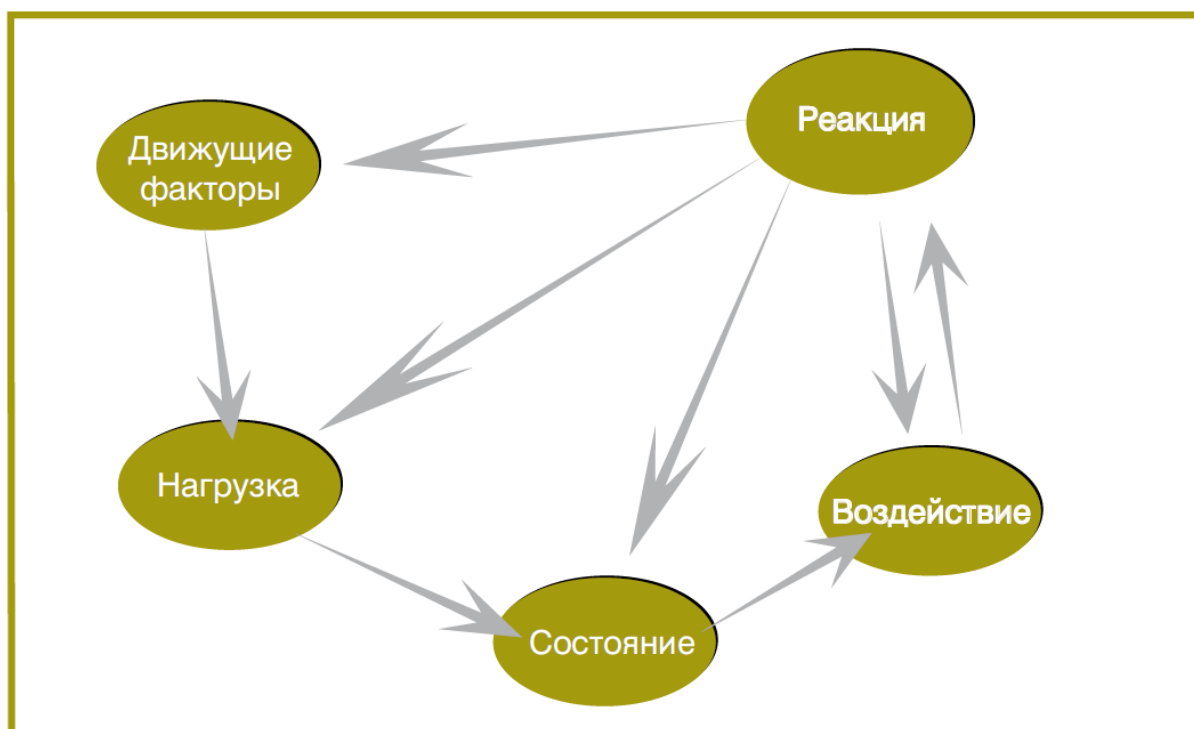 Реакция
Движущие
факторы
Нагрузка
Воздействие
Состояние